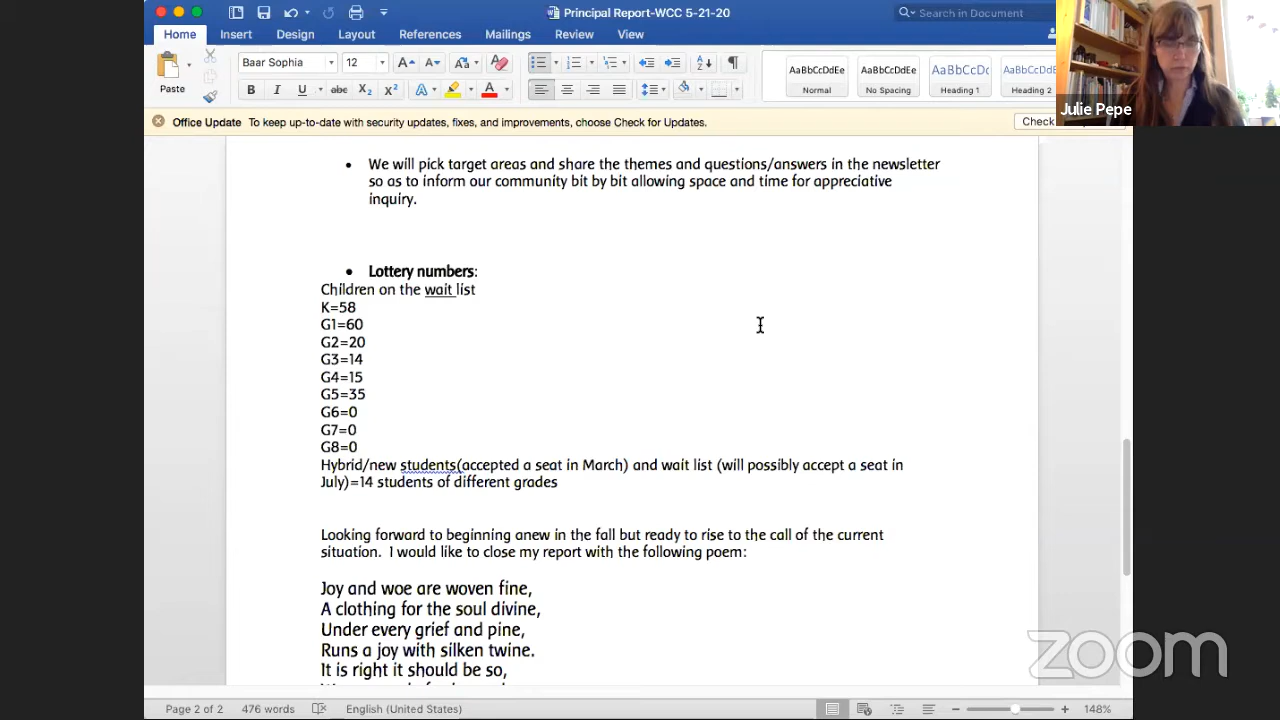 Principal Report-WCC 5-21-20
Search in Document
Home Insert Design Layout References Mailings Review View
Paste
Baar Sophia 12
AaBbCcDdEe AaBbCcDdEe AaBbCcDc AaBbCcDdEe
Normal No Spacing Heading 1 Heading 2
Julie Pepe
Office Update To keep up-to-date with security updates, fixes, and improvements, choose Check for Updates.
Check
• We will pick target areas and share the themes and questions/answers in the newsletter
so as to inform our community bit by bit allowing space and time for appreciative
inquiry.
• Lottery numbers:
Children on the wait list
K=58
G1=60
G2=20
G3=14
G4=15
G5=35
G6=0
G7=0
G8=0
Hybrid/new students(accepted a seat in March) and wait list (will possibly accept a seat in
July)=14 students of different grades
Looking forward to beginning anew in the fall but ready to rise to the call of the current
situation. I would like to close my report with the following poem:
Joy and woe are woven fine,
A clothing for the soul divine,
Under every grief and pine,
Runs a joy with silken twine.
It is right it should be so,
zoom
Page 2 of 2 476 words English (United States) 148%